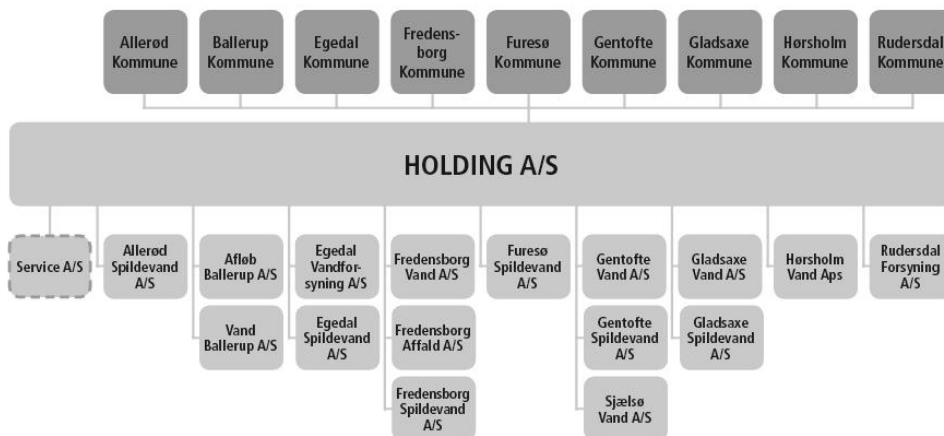 Allerød
Kommune
Ballerup
Kommune
Egedal
Kommune
Fredens-
borg
Kommune
Furesø
Kommune
Gentofte
Kommune
Gladsaxe
Kommune
Hørsholm
Kommune
Rudersdal
Kommune
HOLDING A/S
Service A/S
Allerød
Spildevand
A/S
Afløb
Ballerup A/S
Vand
Ballerup A/S
Egedal
Vandfor-
syning A/S
Egedal
Spildevand
A/S
Fredensborg
Vand A/S
Fredensborg
Affald A/S
Fredensborg
Spildevand
A/S
Furesø
Spildevand
A/S
Gentofte
Vand A/S
Gentofte
Spildevand
A/S
Sjælsø
Vand A/S
Gladsaxe
Vand A/S
Gladsaxe
Spildevand
A/S
Hørsholm
Vand Aps
Rudersdal
Forsyning
A/S